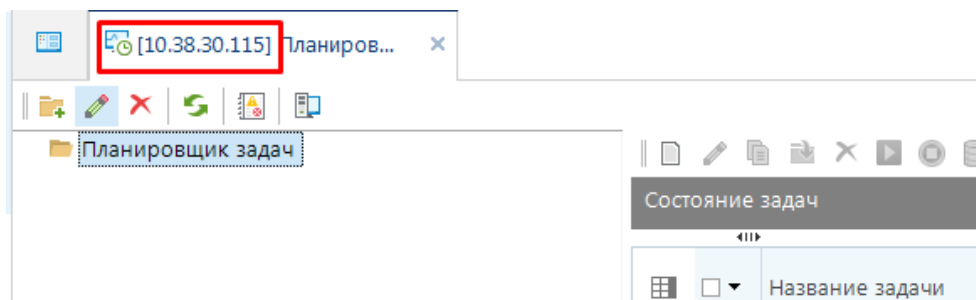 [10.38.30.115] Планиров...
Планировщик задач
Состояние задач
Название задачи